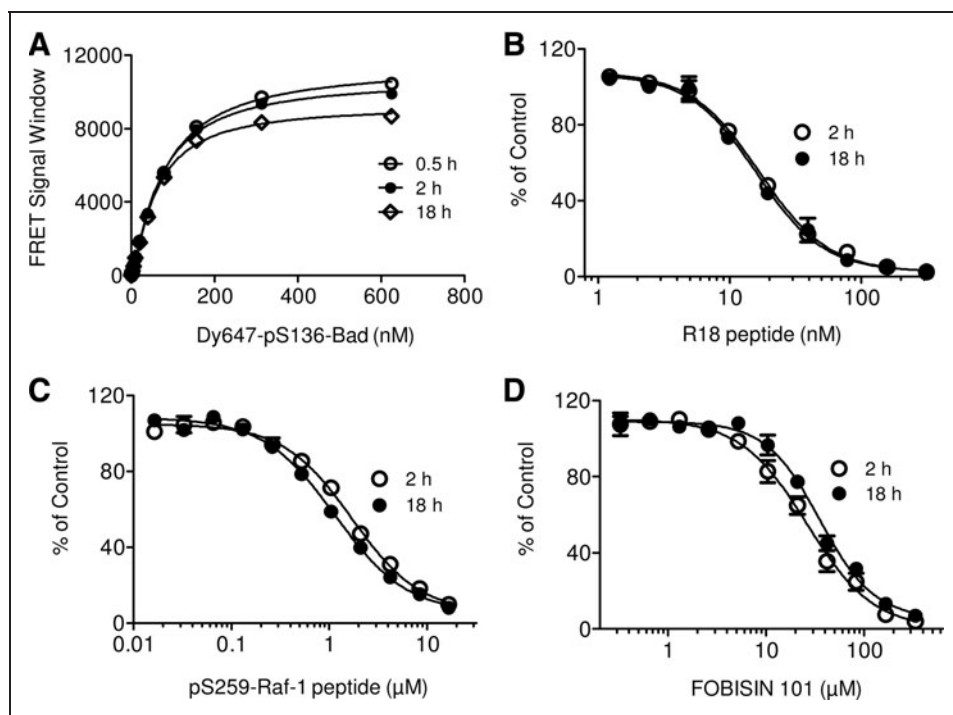 A
12000
8000
4000
0
FRET Signal Window
0.5 h
2 h
18 h
0 200 400 600 800
Dy647-pS136-Bad (nM)
B
120
80
40
0
% of Control
2 h
18 h
1 10 100
R18 peptide (nM)
C
120
80
40
0
% of Control
2 h
18 h
0.01 0.1 1 10
pS259-Raf-1 peptide (µM)
D
120
80
40
0
% of Control
2 h
18 h
1 10 100
FOBISIN 101 (µM)